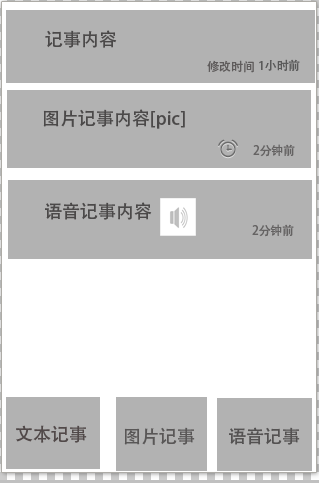 记事内容
修改时间 1小时前
图片记事内容[pic]
2分钟前
语音记事内容
2分钟前
文本记事 图片记事 语音记事